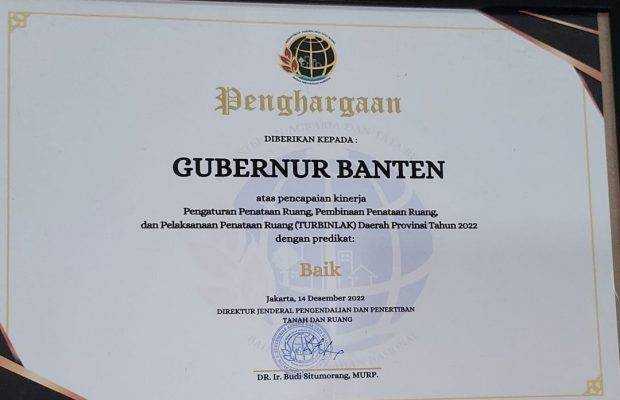 Penghargaan
DIBERIKAN KEPADA :
GUBERNUR BANTEN
atas pencapaian kinerja
Pengaturan Penataan Ruang, Pembinaan Penataan Ruang,
dan Pelaksanaan Penataan Ruang (TURBINLAK) Daerah Provinsi Tahun 2022
dengan predikat:
Baik
Jakarta, 14 Desember 2022
DIREKTUR JENDERAL PENGENDALIAN DAN PENERTIBAN
TANAH DAN RUANG
DR. Ir. Budi Situmorang, MURP.